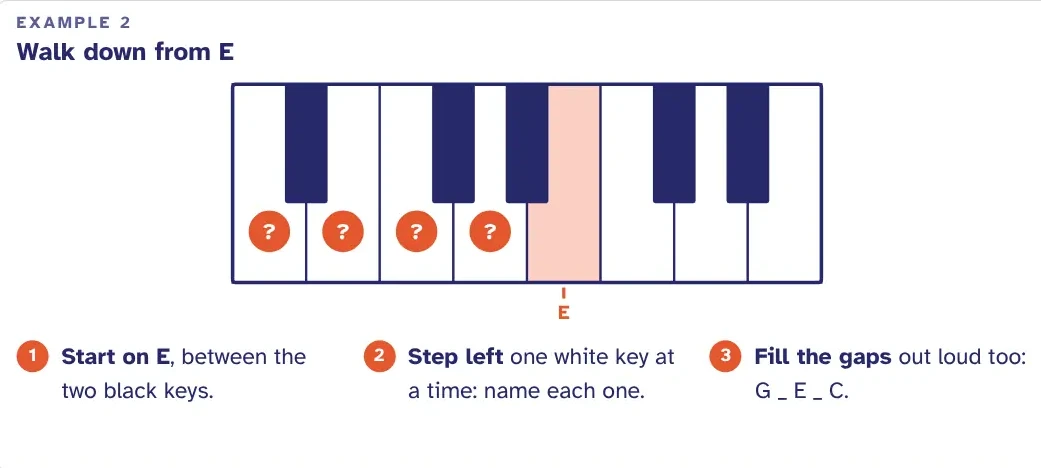 EXAMPLE 2
Walk down from E
? ? ? ?
E
1 Start on E, between the
two black keys.
2 Step left one white key at
a time: name each one.
3 Fill the gaps out loud too:
G _ E _ C.